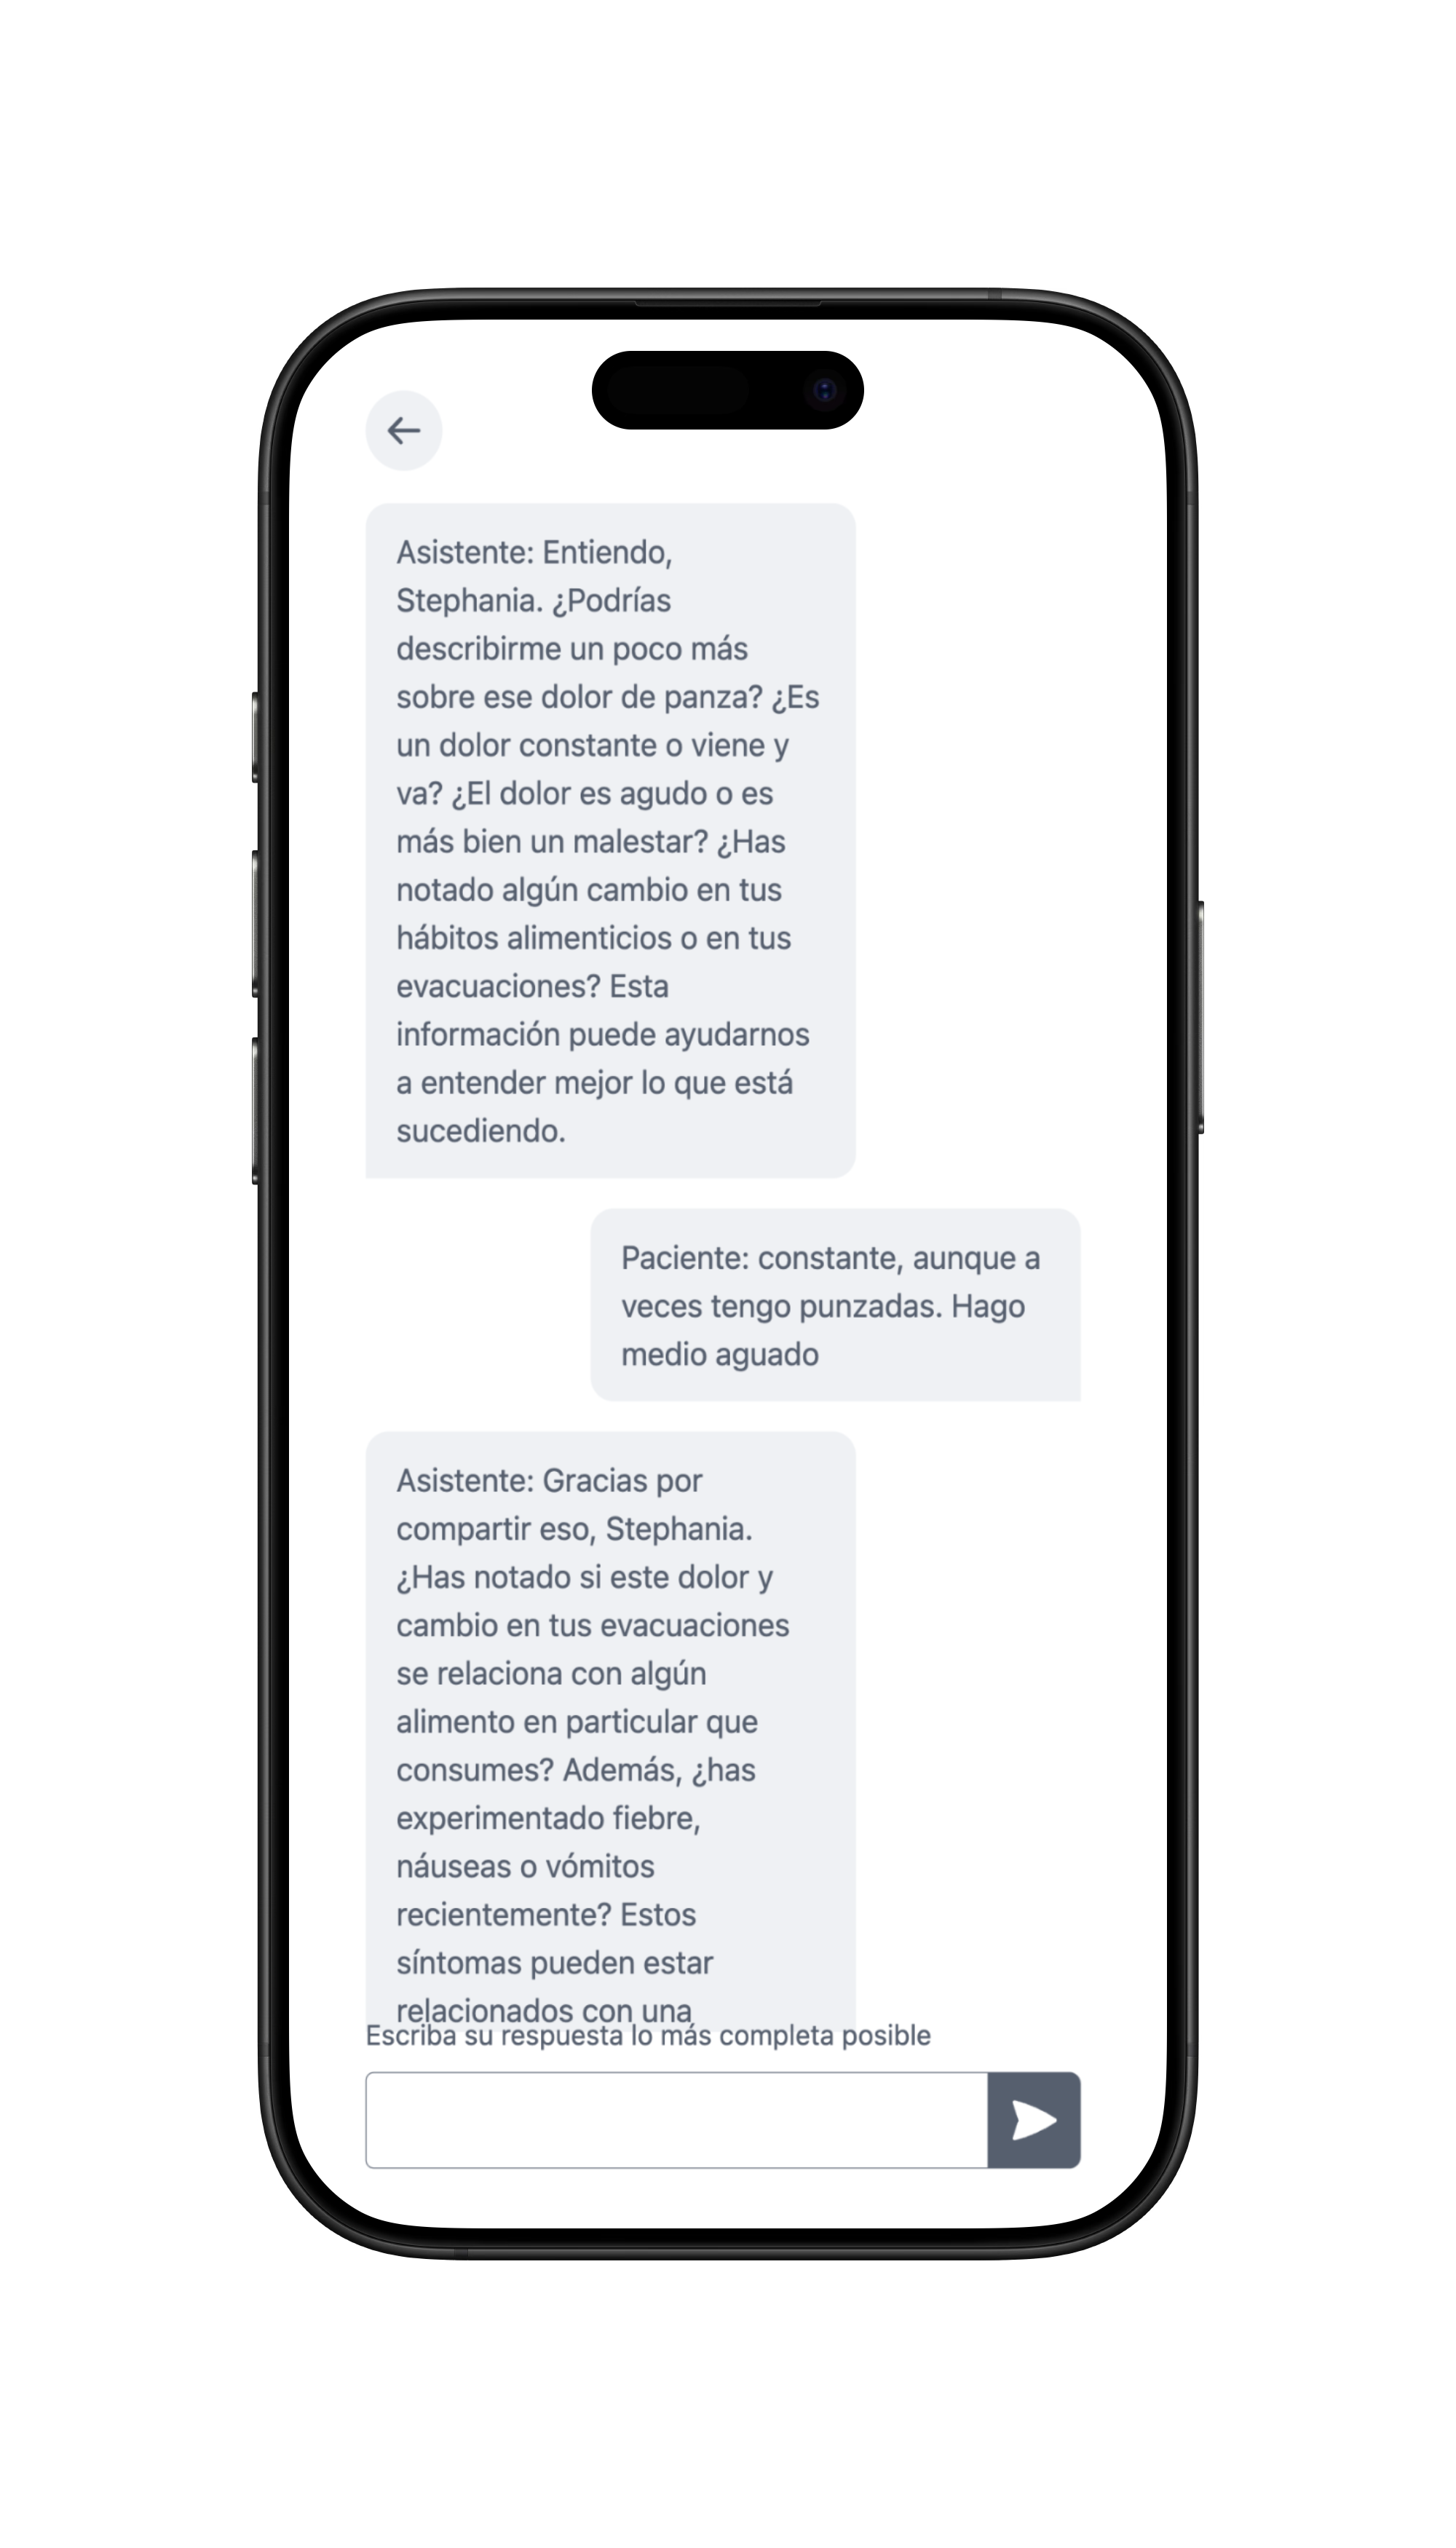 Asistente: Entiendo,
Stephania. ¿Podrías
describirme un poco más
sobre ese dolor de panza? ¿Es
un dolor constante o viene y
va? ¿El dolor es agudo o es
más bien un malestar? ¿Has
notado algún cambio en tus
hábitos alimenticios o en tus
evacuaciones? Esta
información puede ayudarnos
a entender mejor lo que está
sucediendo.
Paciente: constante, aunque a
veces tengo punzadas. Hago
medio aguado
Asistente: Gracias por
compartir eso, Stephania.
¿Has notado si este dolor y
cambio en tus evacuaciones
se relaciona con algún
alimento en particular que
consumes? Además, ¿has
experimentado fiebre,
náuseas o vómitos
recientemente? Estos
síntomas pueden estar
relacionados con una
Escriba su respuesta lo más completa posible